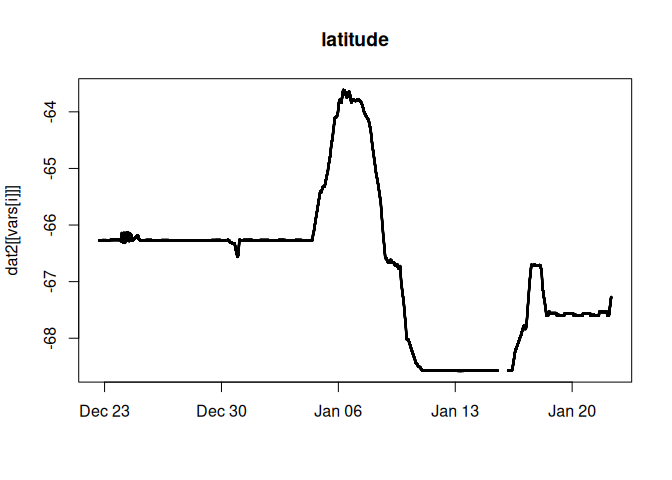 latitude
dat2[[vars[i]]]
-64
-65
-66
-67
-68
Dec 23
Dec 30
Jan 06
Jan 13
Jan 20